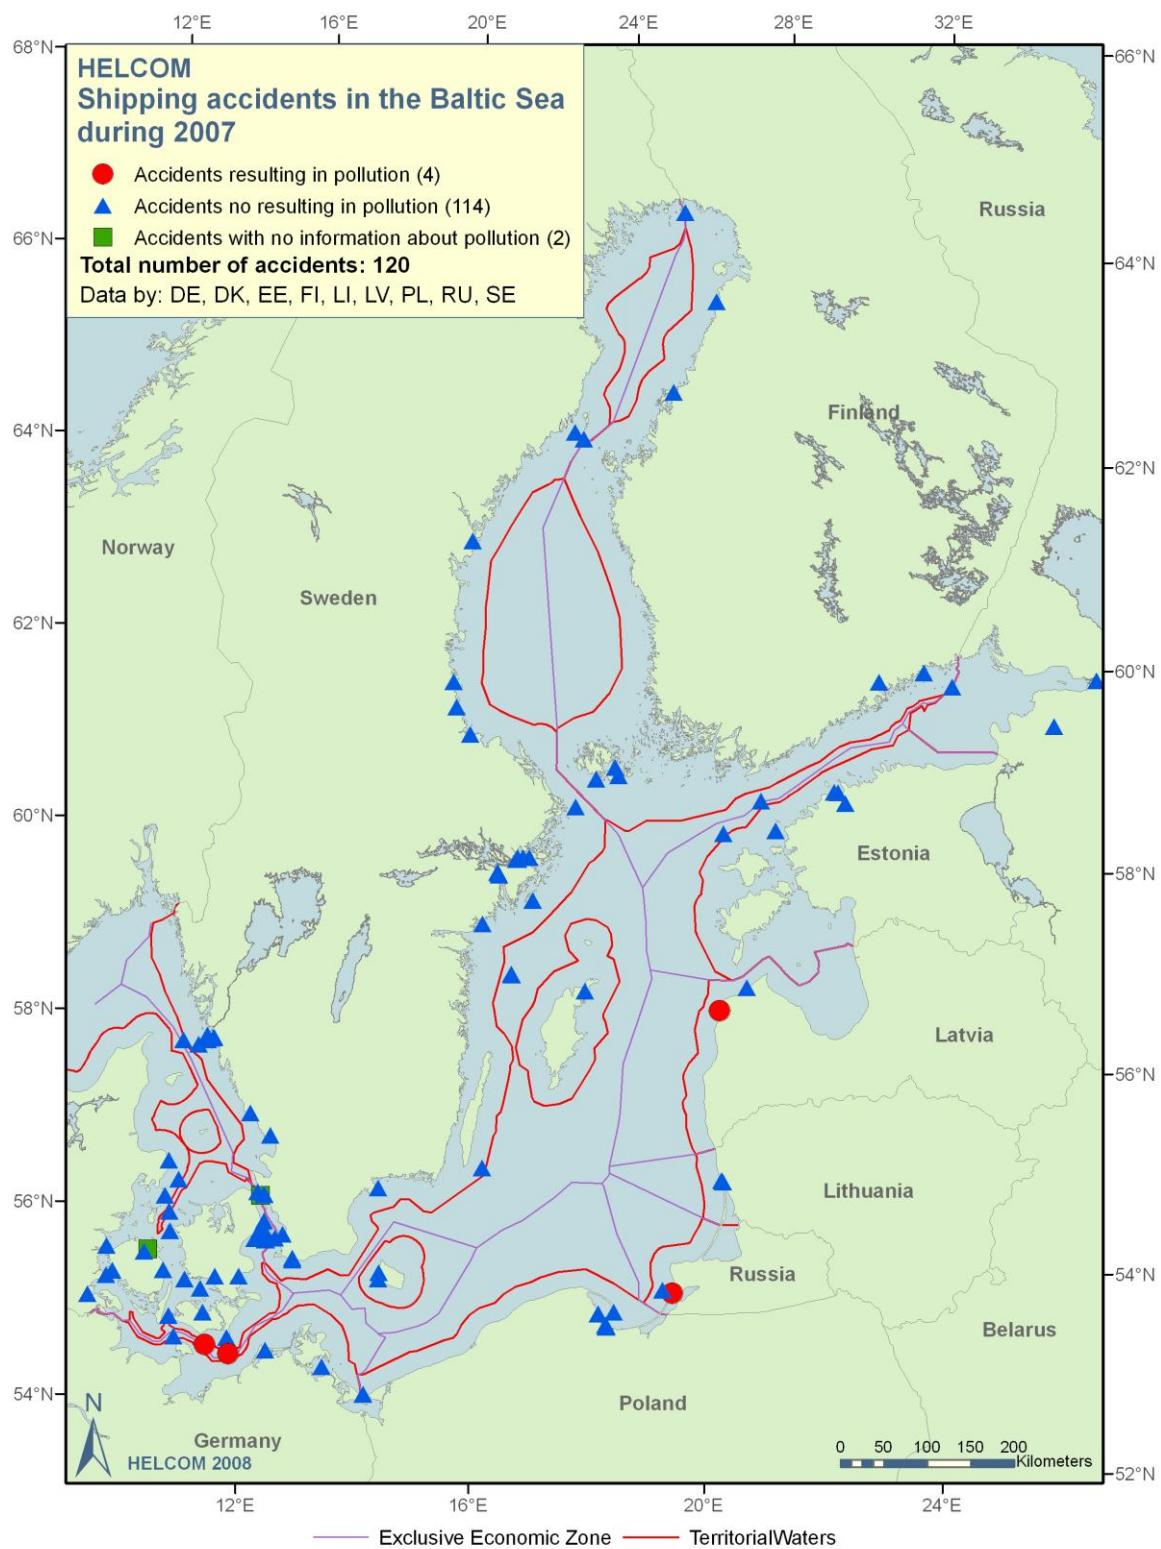 12°E 16°E 20°E 24°E 28°E 32°E
68°N
66°N
HELCOM
Shipping accidents in the Baltic Sea
during 2007
Accidents resulting in pollution (4)
Accidents no resulting in pollution (114)
Accidents with no information about pollution (2)
Total number of accidents: 120
Data by: DE, DK, EE, FI, LI, LV, PL, RU, SE
Russia
66°N
64°N
Finland
64°N
62°N
Norway
Sweden
62°N
60°N
60°N
Estonia
58°N
58°N
Latvia
56°N
56°N
Lithuania
Russia
54°N
Belarus
54°N
N
Poland
Germany
HELCOM 2008
0 50 100 150 200
Kilometers
52°N
12°E 16°E 20°E 24°E
Exclusive Economic Zone TerritorialWaters